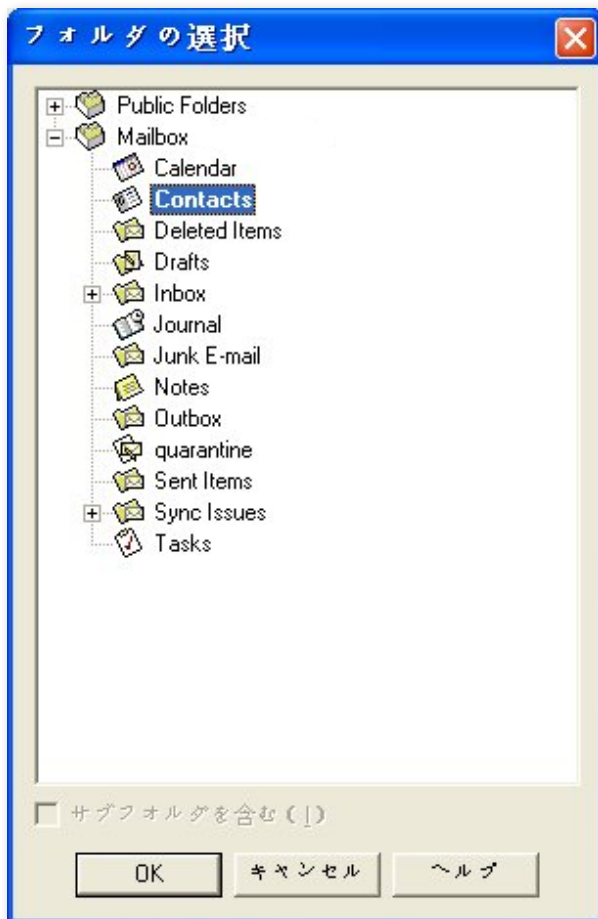 フォルダの選択
Public Folders
Mailbox
Calendar
Contacts
Deleted Items
Drafts
Inbox
Journal
Junk E-mail
Notes
Outbox
quarantine
Sent Items
Sync Issues
Tasks
サブフォルダを含む(I)
OK キャンセル ヘルプ